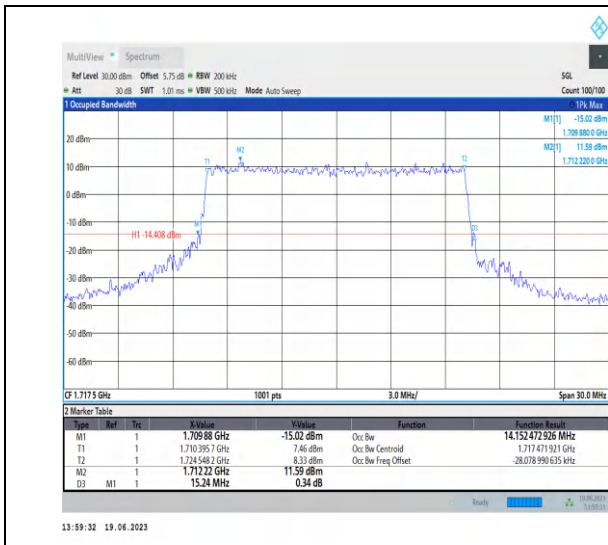 MultiView Spectrum
Ref Level 30.00 dBm Offset 5.75 dB RBW 200 kHz SGL
Att 30 dB SWT 1.01 ms VBW 500 kHz Mode Auto Sweep Count 100/100
1 Occupied Bandwidth 1Pk Max
M1[1] -15.02 dBm
1.709 880 0 GHz
M2[1] 11.59 dBm
1.712 220 0 GHz
20 dBm
M2
T1
T2
10 dBm
0 dBm
-10 dBm
M1
D3
H1 -14.408 dBm
-20 dBm
-30 dBm
-40 dBm
-50 dBm
-60 dBm
CF 1.717 5 GHz 1001 pts 3.0 MHz/ Span 30.0 MHz
2 Marker Table
Type Ref Trc X-Value Y-Value Function Function Result
M1 1 1.709 88 GHz -15.02 dBm Occ Bw 14.152 472 926 MHz
T1 1 1.710 395 7 GHz 7.46 dBm Occ Bw Centroid 1.717 471 921 GHz
T2 1 1.724 548 2 GHz 8.33 dBm Occ Bw Freq Offset -28.078 990 635 kHz
M2 1 1.712 22 GHz 11.59 dBm
D3 M1 1 15.24 MHz 0.34 dB
Ready 19.06.2023
13:59:31
13:59:32 19.06.2023